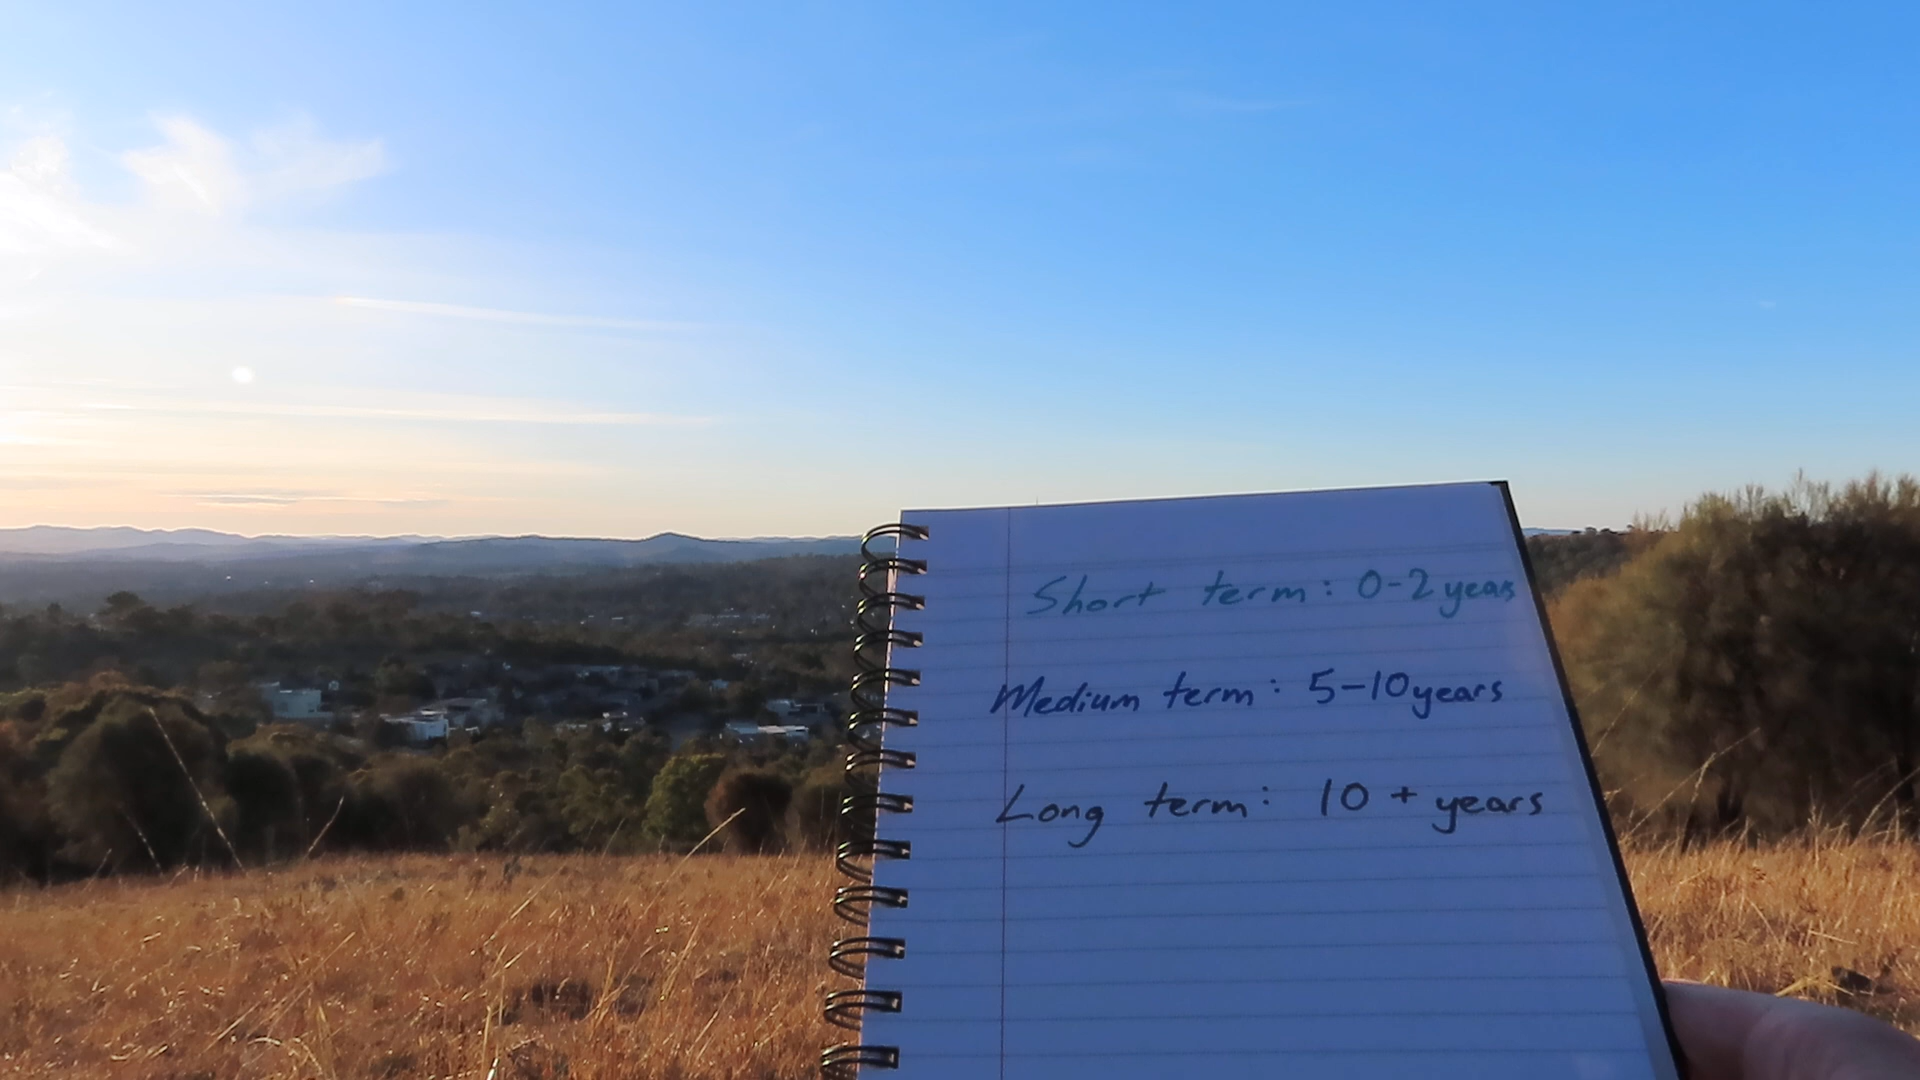 Short term: 0-2 years
Medium term: 5-10 years
Long term: 10 + years